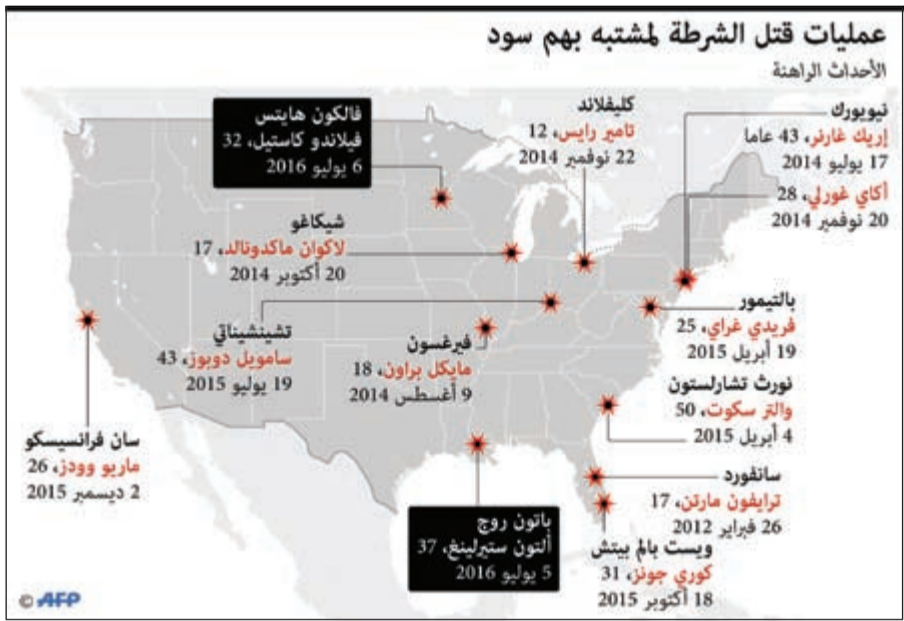 عمليات قتل الشرطة لمشتبه بهم سود
الأحداث الراهنة
نيويورك
إريك غارنر، 43 عاما
17 يوليو 2014
أكاي غورلي، 28
20 نوفمبر 2014
كليفلاند
تامير رايس، 12
22 نوفمبر 2014
فالكون هايتس
فيلاندو كاستيل، 32
6 يوليو 2016
شيكاغو
لاكوان ماكدونالد، 17
20 أكتوبر 2014
بالتيمور
فريدي غراي، 25
19 أبريل 2015
تشينشيناتي
سامويل دوبوز، 43
19 يوليو 2015
فيرغسون
مايكل براون، 18
9 أغسطس 2014
نورث تشارلستون
والتر سكوت، 50
4 أبريل 2015
سان فرانسيسكو
ماريو وودز، 26
2 ديسمبر 2015
سانفورد
ترايفون مارتن، 17
26 فبراير 2012
باتون روج
ألتون ستيرلينغ، 37
5 يوليو 2016
ويست بالم بيتش
كوري جونز، 31
18 أكتوبر 2015
© AFP